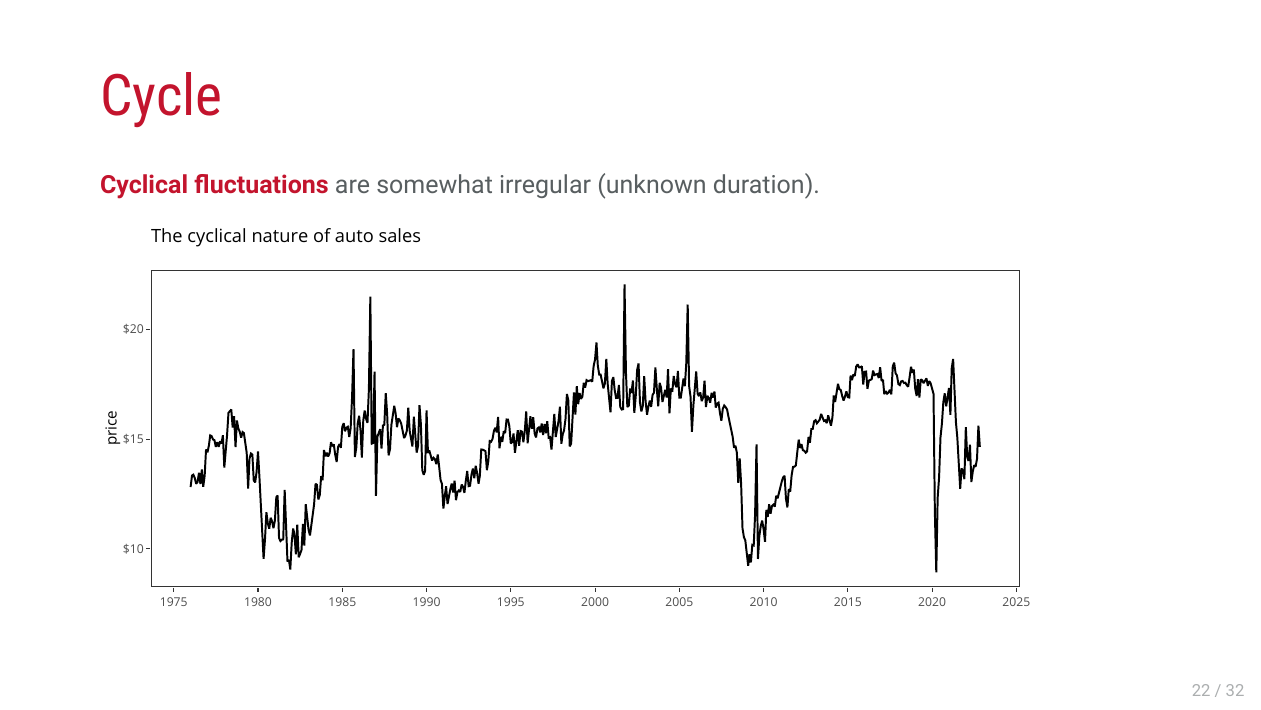 Cycle
Cyclical fluctuations are somewhat irregular (unknown duration).
The cyclical nature of auto sales
price
$20
$15
$10
1975 1980 1985 1990 1995 2000 2005 2010 2015 2020 2025
22 / 32